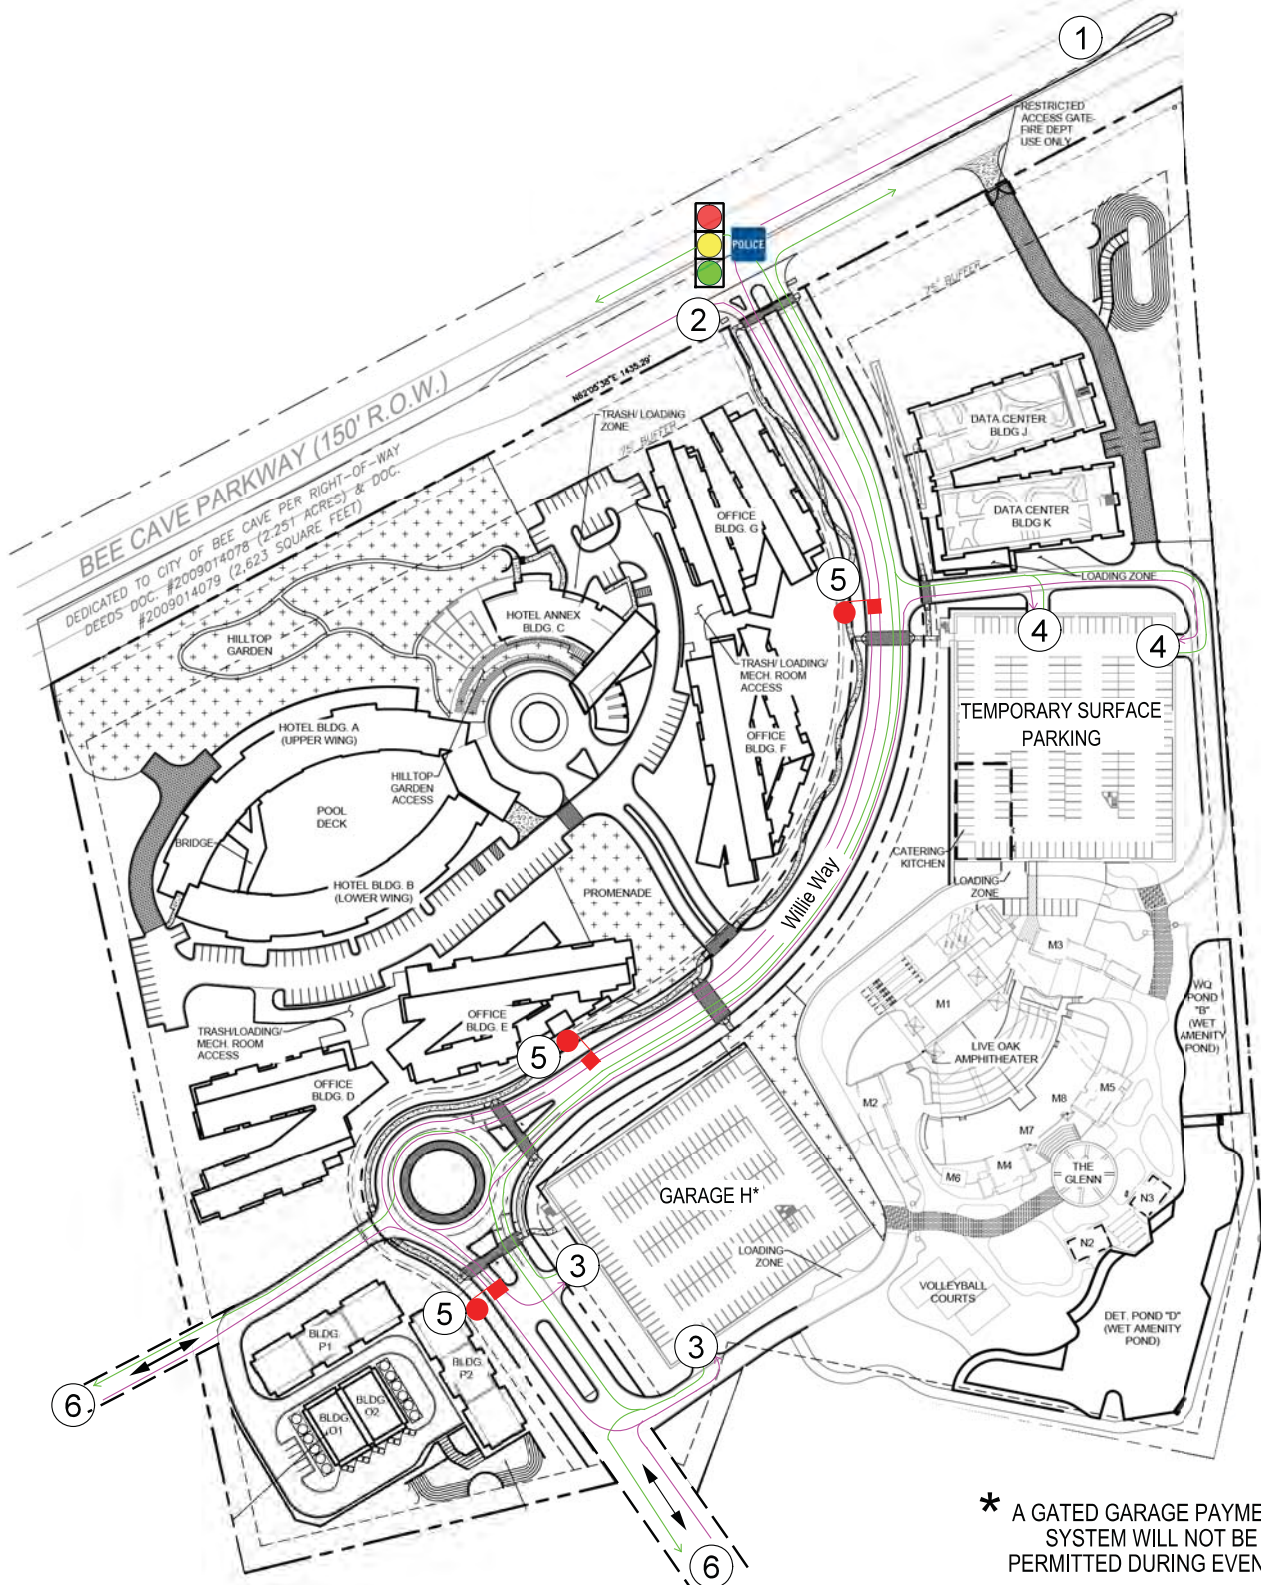 1
RESTRICTED
ACCESS GATE-
FIRE DEPT
USE ONLY
POLICE
75' BUFFER
2
N62°05'38"E 1435.29'
BEE CAVE PARKWAY (150' R.O.W.)
DEDICATED TO CITY OF BEE CAVE PER RIGHT-OF-WAY
DEEDS DOC. #2009014078 (2.251 ACRES) & DOC.
#2009014079 (2,623 SQUARE FEET)
TRASH/ LOADING
ZONE
75' BUFFER
DATA CENTER
BLDG J
DATA CENTER
BLDG K
OFFICE
BLDG. G
LOADING ZONE
5
HOTEL ANNEX
BLDG. C
HILLTOP
GARDEN
4
4
TRASH/ LOADING/
MECH. ROOM
ACCESS
TEMPORARY SURFACE
PARKING
HOTEL BLDG. A
(UPPER WING)
OFFICE
BLDG. F
HILLTOP
GARDEN
ACCESS
POOL
DECK
BRIDGE
CATERING
KITCHEN
LOADING
ZONE
HOTEL BLDG. B
(LOWER WING)
PROMENADE
Willie Way
M3
M1
WQ
POND
"B"
(WET
AMENITY
POND)
TRASH/LOADING/
MECH. ROOM
ACCESS
OFFICE
BLDG. E
5
LIVE OAK
AMPHITHEATER
OFFICE
BLDG. D
M2
M8
M5
M7
M4
M6
THE
GLENN
N3
N2
GARAGE H*
LOADING
ZONE
3
VOLLEYBALL
COURTS
5
DET. POND "D"
(WET AMENITY
POND)
BLDG.
P1
3
BLDG.
P2
BLDG.
O2
BLDG.
O1
6
6
* A GATED GARAGE PAYME
SYSTEM WILL NOT BE
PERMITTED DURING EVEN